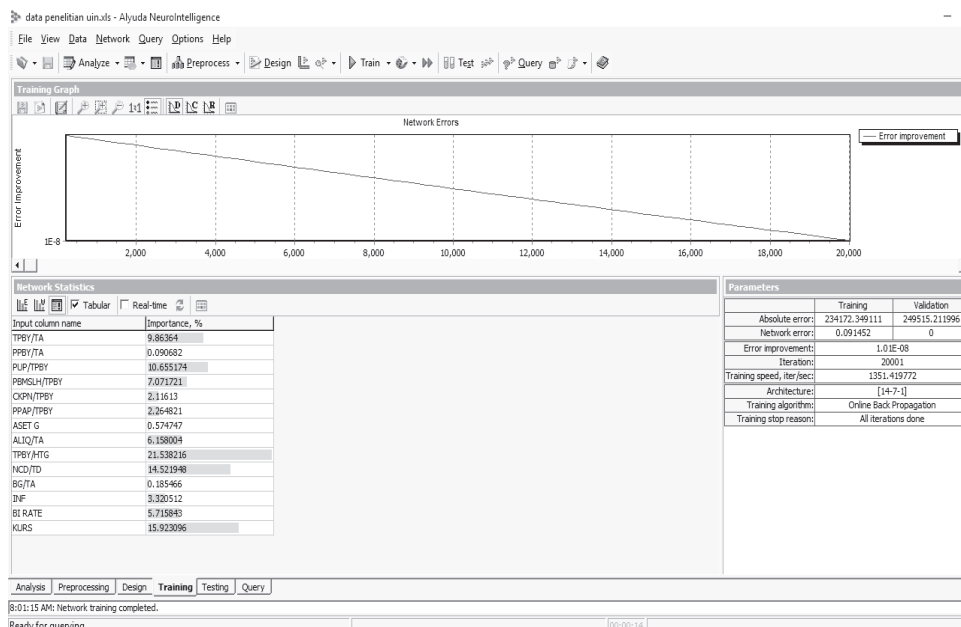 data penelitian uin.xls - Alyuda NeuroIntelligence
File View Data Network Query Options Help
Analyze Preprocess Design Train Test Query
Training Graph
1:1 D C R
Network Errors
Error improvement
Error Improvement
1E-8
2,000 4,000 6,000 8,000 10,000 12,000 14,000 16,000 18,000 20,000
Network Statistics
Tabular Real-time
Input column name Importance, %
TPBY/TA 9.86364
PPBY/TA 0.090682
PUP/TPBY 10.655174
PBMSLH/TPBY 7.071721
CKPN/TPBY 2.11613
PPAP/TPBY 2.264821
ASET G 0.574747
ALIQ/TA 6.158004
TPBY/HTG 21.538216
NCD/TD 14.521948
BG/TA 0.185466
INF 3.320512
BI RATE 5.715843
KURS 15.923096
Parameters
Training Validation
Absolute error: 234172.349111 249515.211996
Network error: 0.091452 0
Error improvement: 1.01E-08
Iteration: 20001
Training speed, iter/sec: 1351.419772
Architecture: [14-7-1]
Training algorithm: Online Back Propagation
Training stop reason: All iterations done
Analysis Preprocessing Design Training Testing Query
8:01:15 AM: Network training completed.
Ready for querying
00:00:14